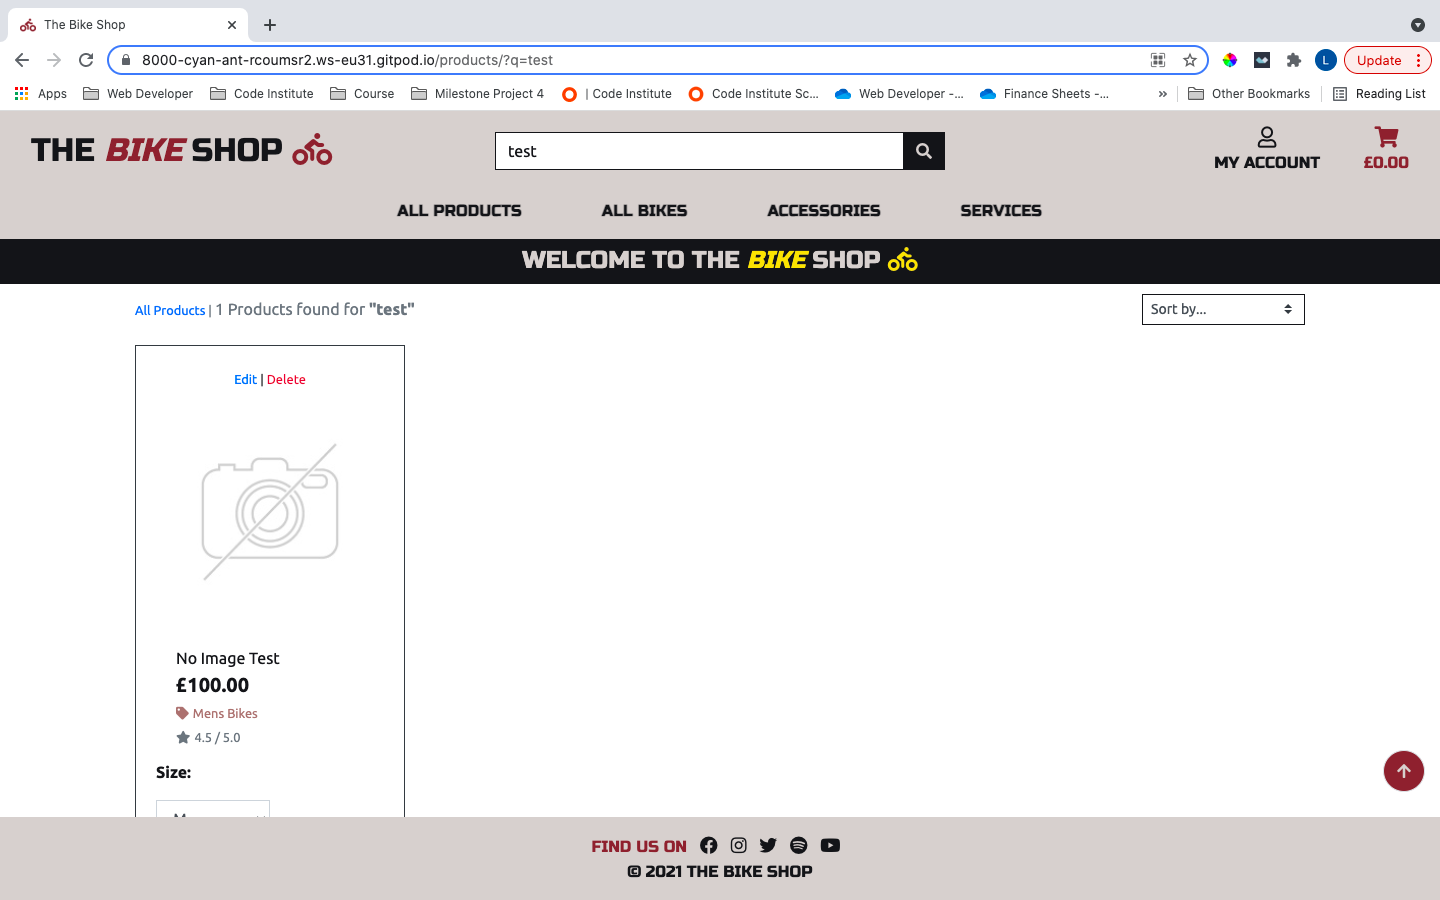 The Bike Shop
8000-cyan-ant-rcoumsr2.ws-eu31.gitpod.io/products/?q=test
L
Update
Apps
Web Developer
Code Institute
Course
Milestone Project 4
| Code Institute
Code Institute Sc...
Web Developer -...
Finance Sheets -...
»
Other Bookmarks
Reading List
THE BIKE SHOP
test
MY ACCOUNT
£0.00
ALL PRODUCTS
ALL BIKES
ACCESSORIES
SERVICES
WELCOME TO THE BIKE SHOP
All Products | 1 Products found for "test"
Sort by...
Edit | Delete
No Image Test
£100.00
Mens Bikes
4.5 / 5.0
Size:
FIND US ON
© 2021 THE BIKE SHOP